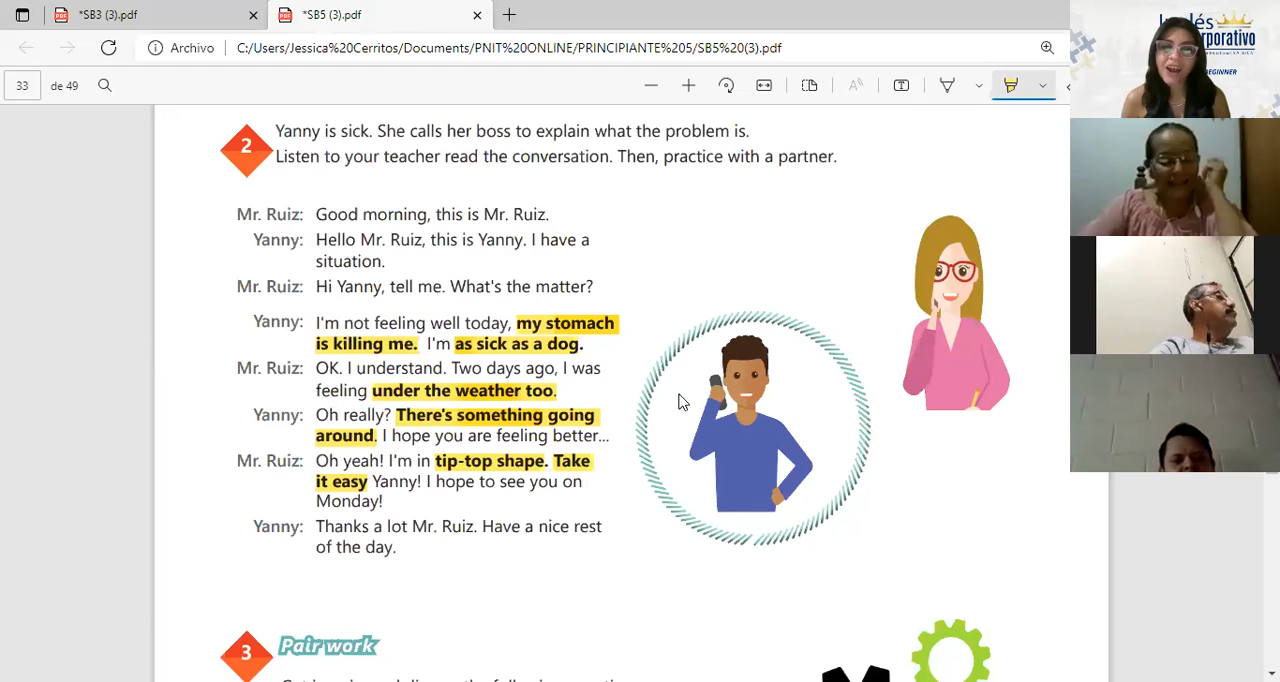 *SB3 (3).pdf
*SB5 (3).pdf
Archivo
C:/Users/Jessica%20Cerritos/Documents/PNIT%20ONLINE/PRINCIPIANTE%205/SB5%20(3).pdf
33 de 49
2
Yanny is sick. She calls her boss to explain what the problem is.
Listen to your teacher read the conversation. Then, practice with a partner.
Mr. Ruiz: Good morning, this is Mr. Ruiz.
Yanny: Hello Mr. Ruiz, this is Yanny. I have a
situation.
Mr. Ruiz: Hi Yanny, tell me. What's the matter?
Yanny: I'm not feeling well today, my stomach
is killing me. I'm as sick as a dog.
Mr. Ruiz: OK. I understand. Two days ago, I was
feeling under the weather too.
Yanny: Oh really? There's something going
around. I hope you are feeling better...
Mr. Ruiz: Oh yeah! I'm in tip-top shape. Take
it easy Yanny! I hope to see you on
Monday!
Yanny: Thanks a lot Mr. Ruiz. Have a nice rest
of the day.
3
Pair work